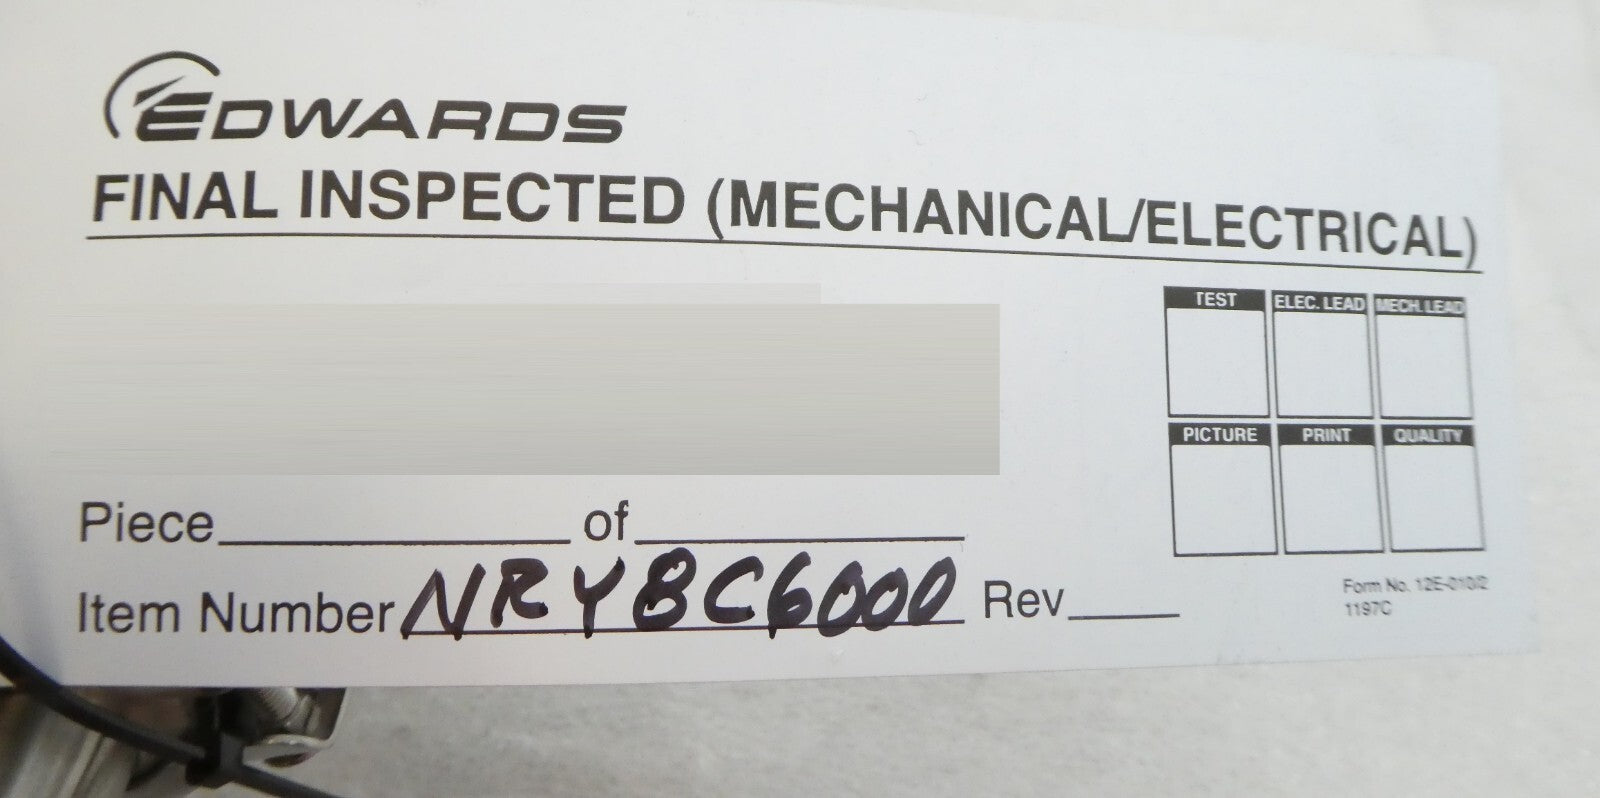 EDWARDS
FINAL INSPECTED (MECHANICAL/ELECTRICAL)
TEST ELEC. LEAD MECH. LEAD
PICTURE PRINT QUALITY
Piece of
Item Number NRY8C6000 Rev
Form No. 12E-010/2
1197C